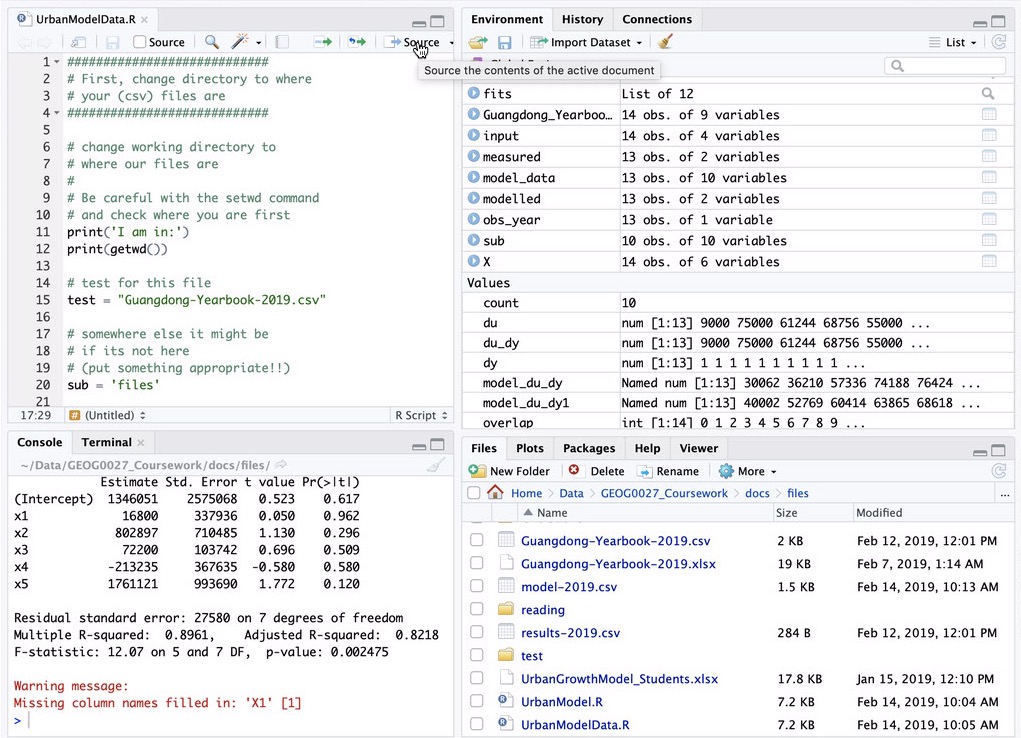 UrbanModelData.R
Source
Source
1 ############################
2 # First, change directory to where
3 # your (csv) files are
4 ############################
5
6 # change working directory to
7 # where our files are
8 #
9 # Be careful with the setwd command
10 # and check where you are first
11 print('I am in:')
12 print(getwd())
13
14 # test for this file
15 test = "Guangdong-Yearbook-2019.csv"
16
17 # somewhere else it might be
18 # if its not here
19 # (put something appropriate!!)
20 sub = 'files'
21
17:29 # (Untitled) R Script
Console Terminal
~/Data/GEOG0027_Coursework/docs/files/
Estimate Std. Error t value Pr(>|t|)
(Intercept) 1346051 2575068 0.523 0.617
x1 16800 337936 0.050 0.962
x2 802897 710485 1.130 0.296
x3 72200 103742 0.696 0.509
x4 -213235 367635 -0.580 0.580
x5 1761121 993690 1.772 0.120
Residual standard error: 27580 on 7 degrees of freedom
Multiple R-squared: 0.8961, Adjusted R-squared: 0.8218
F-statistic: 12.07 on 5 and 7 DF, p-value: 0.002475
Warning message:
Missing column names filled in: 'X1' [1]
>
Environment History Connections
Import Dataset List
Source the contents of the active document
fits List of 12
Guangdong_Yearboo… 14 obs. of 9 variables
input 14 obs. of 4 variables
measured 13 obs. of 2 variables
model_data 13 obs. of 10 variables
modelled 13 obs. of 2 variables
obs_year 13 obs. of 1 variable
sub 10 obs. of 10 variables
X 14 obs. of 6 variables
Values
count 10
du num [1:13] 9000 75000 61244 68756 55000 ...
du_dy num [1:13] 9000 75000 61244 68756 55000 ...
dy num [1:13] 1 1 1 1 1 1 1 1 1 1 ...
model_du_dy Named num [1:13] 30062 36210 57336 74188 76424 ...
model_du_dy1 Named num [1:13] 40002 52769 60414 63865 68618 ...
overlap int [1:14] 0 1 2 3 4 5 6 7 8 9 ...
Files Plots Packages Help Viewer
New Folder Delete Rename More
Home Data GEOG0027_Coursework docs files ...
Name Size Modified
Guangdong-Yearbook-2019.csv 2 KB Feb 12, 2019, 12:01 PM
Guangdong-Yearbook-2019.xlsx 19 KB Feb 7, 2019, 1:14 AM
model-2019.csv 1.5 KB Feb 14, 2019, 10:13 AM
reading
results-2019.csv 284 B Feb 12, 2019, 12:01 PM
test
UrbanGrowthModel_Students.xlsx 17.8 KB Jan 15, 2019, 12:10 PM
UrbanModel.R 7.2 KB Feb 14, 2019, 10:04 AM
UrbanModelData.R 7.2 KB Feb 14, 2019, 10:05 AM